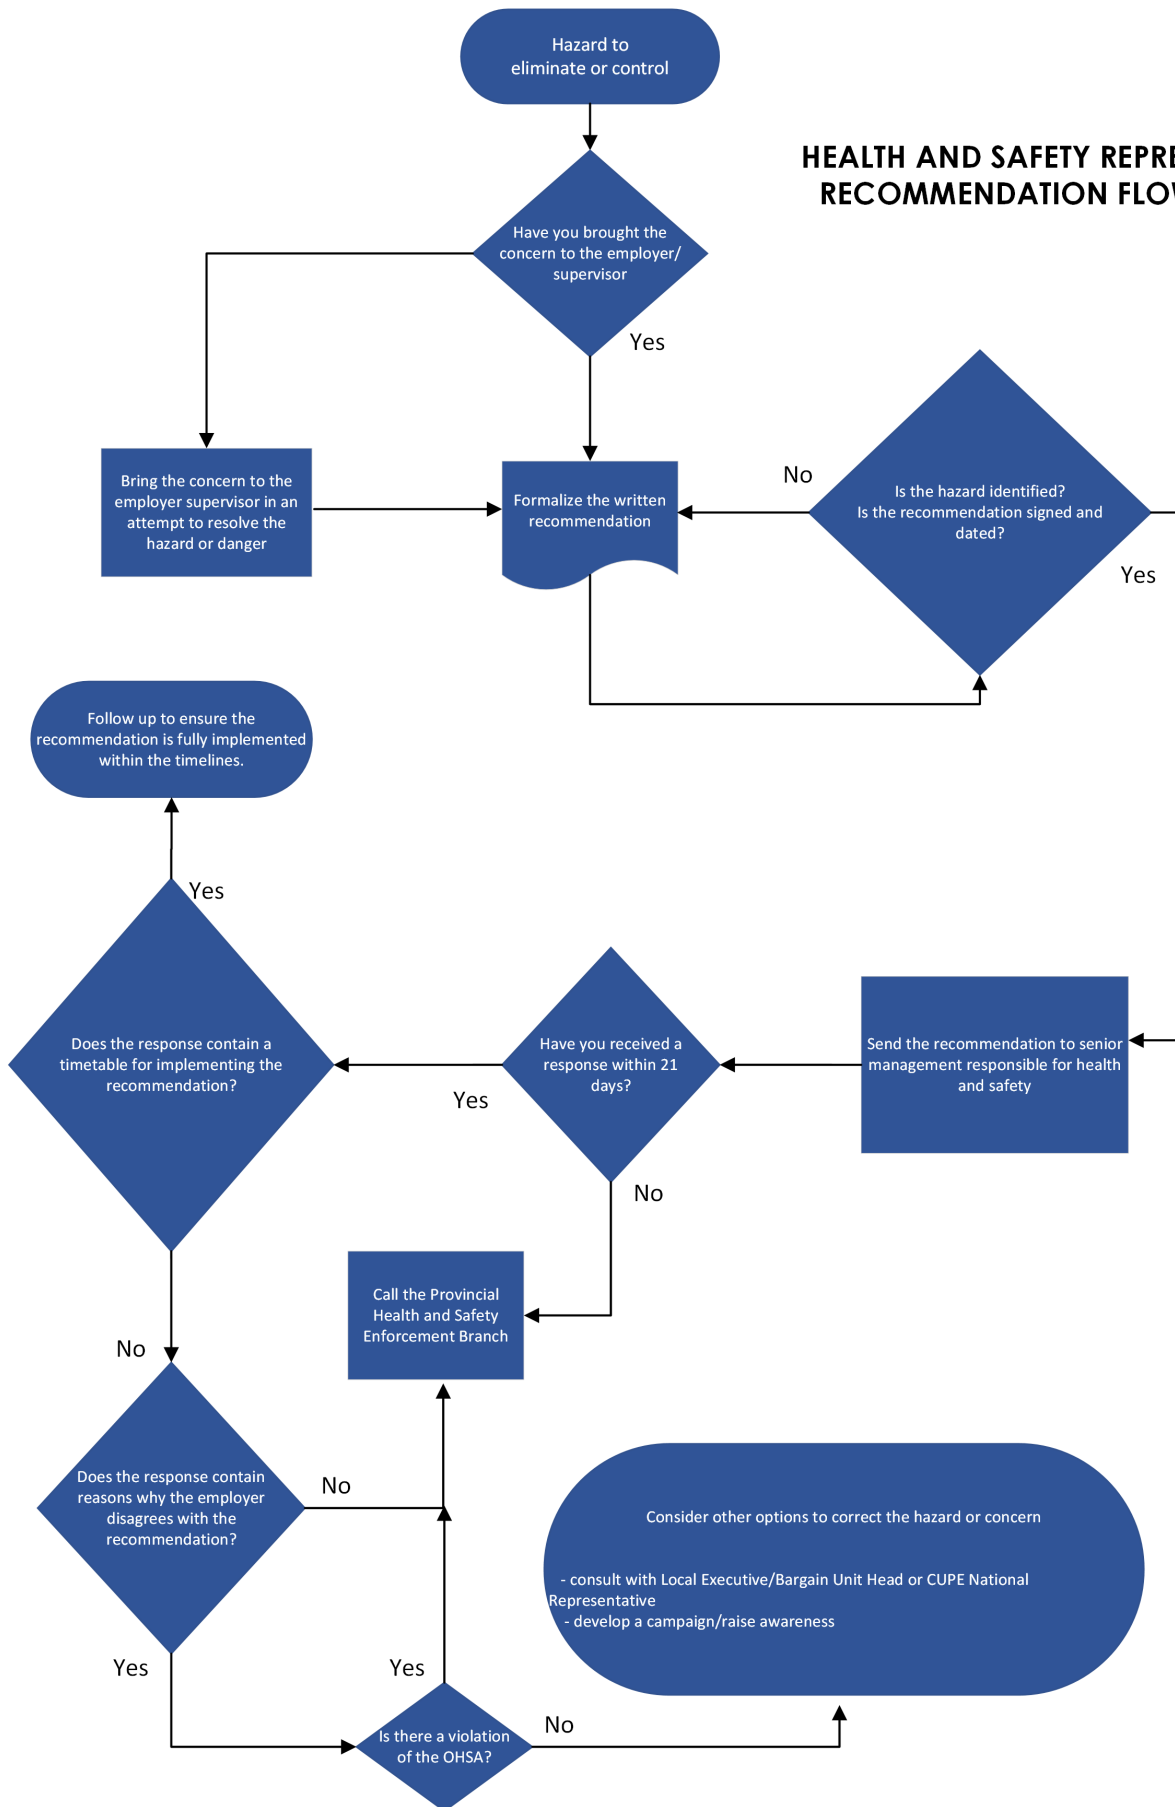 Hazard to
eliminate or control
HEALTH AND SAFETY REPRE
RECOMMENDATION FLOW
Have you brought the
concern to the employer/
supervisor
Yes
Bring the concern to the
employer supervisor in an
attempt to resolve the
hazard or danger
Formalize the written
recommendation
No
Is the hazard identified?
Is the recommendation signed and
dated?
Yes
Follow up to ensure the
recommendation is fully implemented
within the timelines.
Yes
Does the response contain a
timetable for implementing the
recommendation?
Yes
Have you received a
response within 21
days?
Send the recommendation to senior
management responsible for health
and safety
No
Call the Provincial
Health and Safety
Enforcement Branch
No
Does the response contain
reasons why the employer
disagrees with the
recommendation?
No
Consider other options to correct the hazard or concern
- consult with Local Executive/Bargain Unit Head or CUPE National
Representative
- develop a campaign/raise awareness
Yes
Yes
Is there a violation
of the OHSA?
No